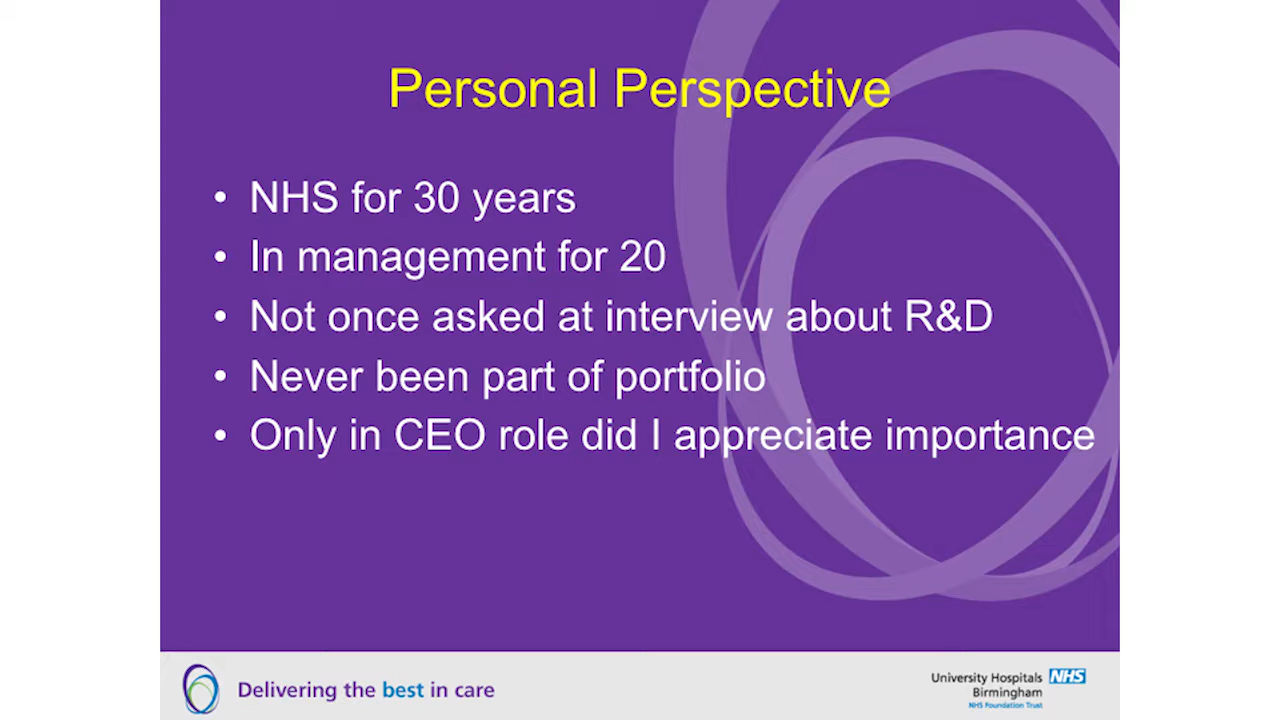 Personal Perspective
• NHS for 30 years
• In management for 20
• Not once asked at interview about R&D
• Never been part of portfolio
• Only in CEO role did I appreciate importance
Delivering the best in care
University Hospitals NHS
Birmingham
NHS Foundation Trust